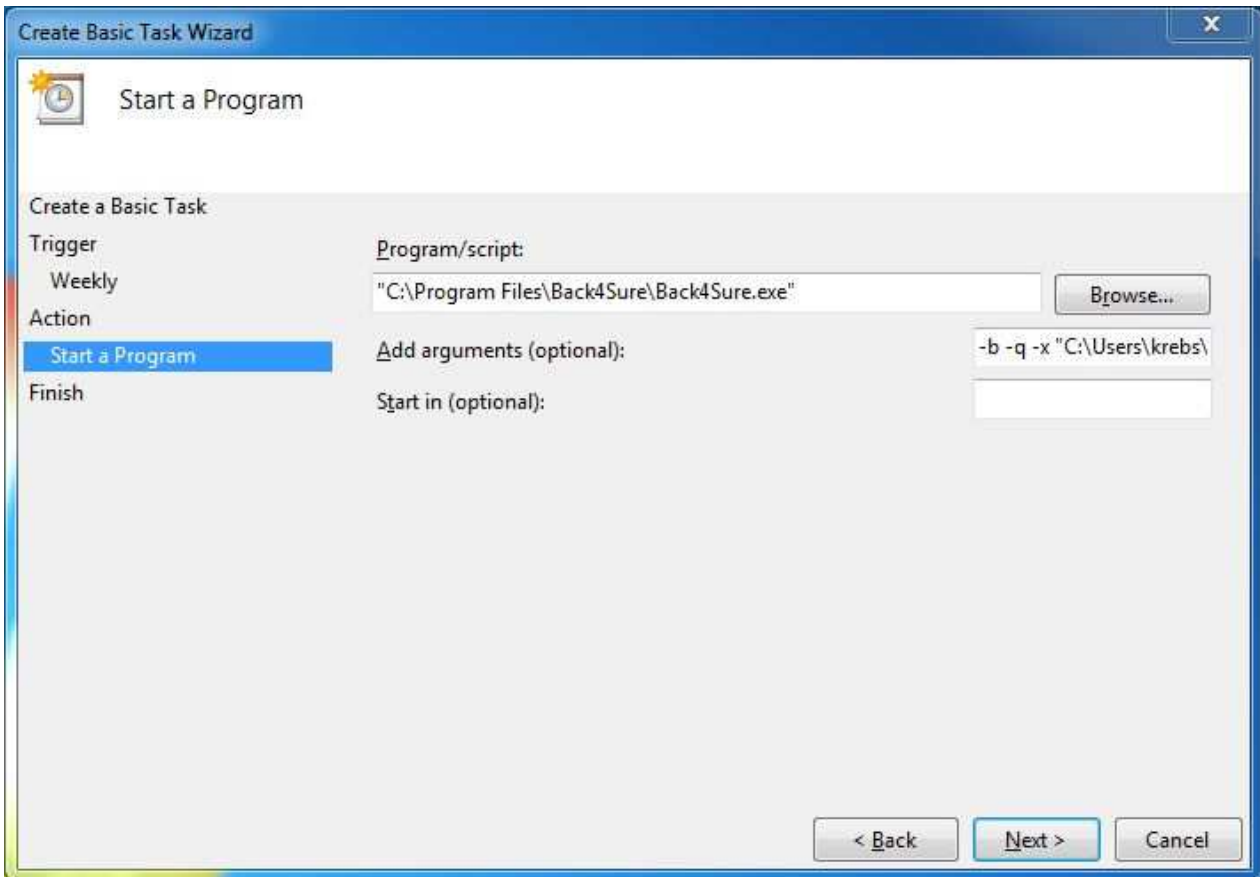 Create Basic Task Wizard
x
Start a Program
Create a Basic Task
Trigger
Weekly
Action
Start a Program
Finish
Program/script:
"C:\Program Files\Back4Sure\Back4Sure.exe"
Browse...
Add arguments (optional):
-b -q -x "C:\Users\krebs\
Start in (optional):
< Back
Next >
Cancel